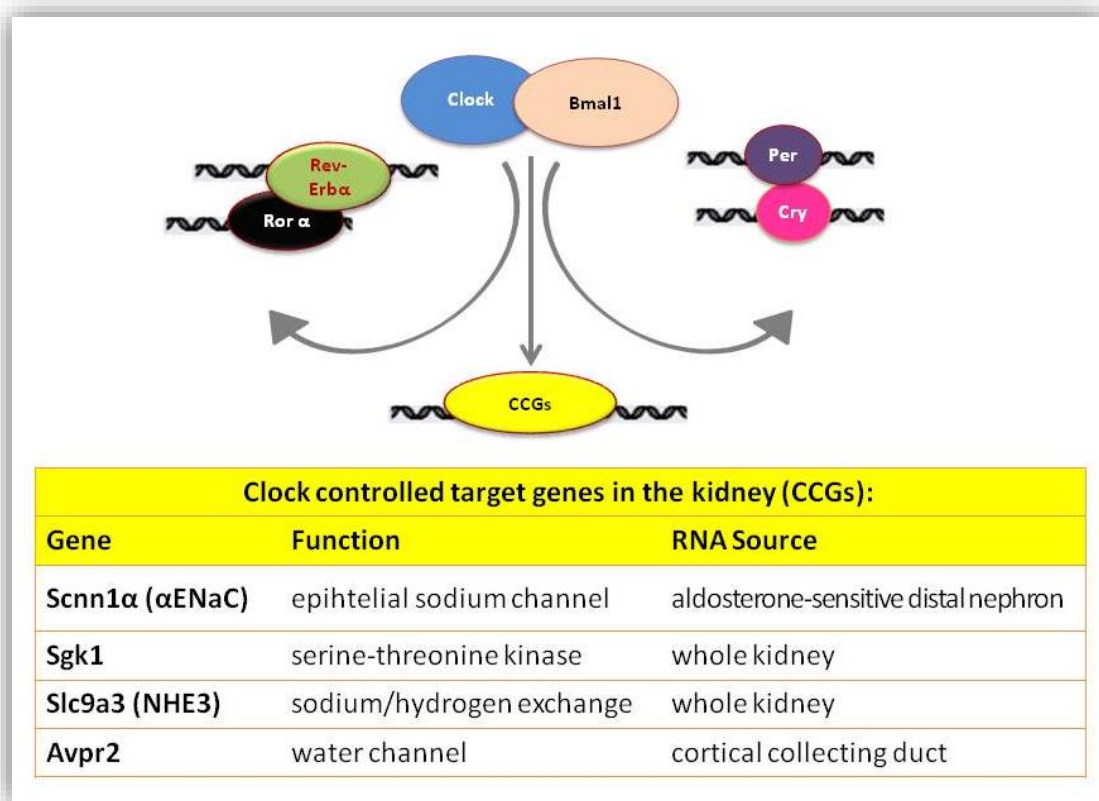 Clock
Bmal1
Rev-
Erbα
Ror α
Per
Cry
CCGs
Clock controlled target genes in the kidney (CCGs):
Gene Function RNA Source
Scnn1α (αENaC) epihtelial sodium channel aldosterone-sensitive distal nephron
Sgk1 serine-threonine kinase whole kidney
Slc9a3 (NHE3) sodium/hydrogen exchange whole kidney
Avpr2 water channel cortical collecting duct